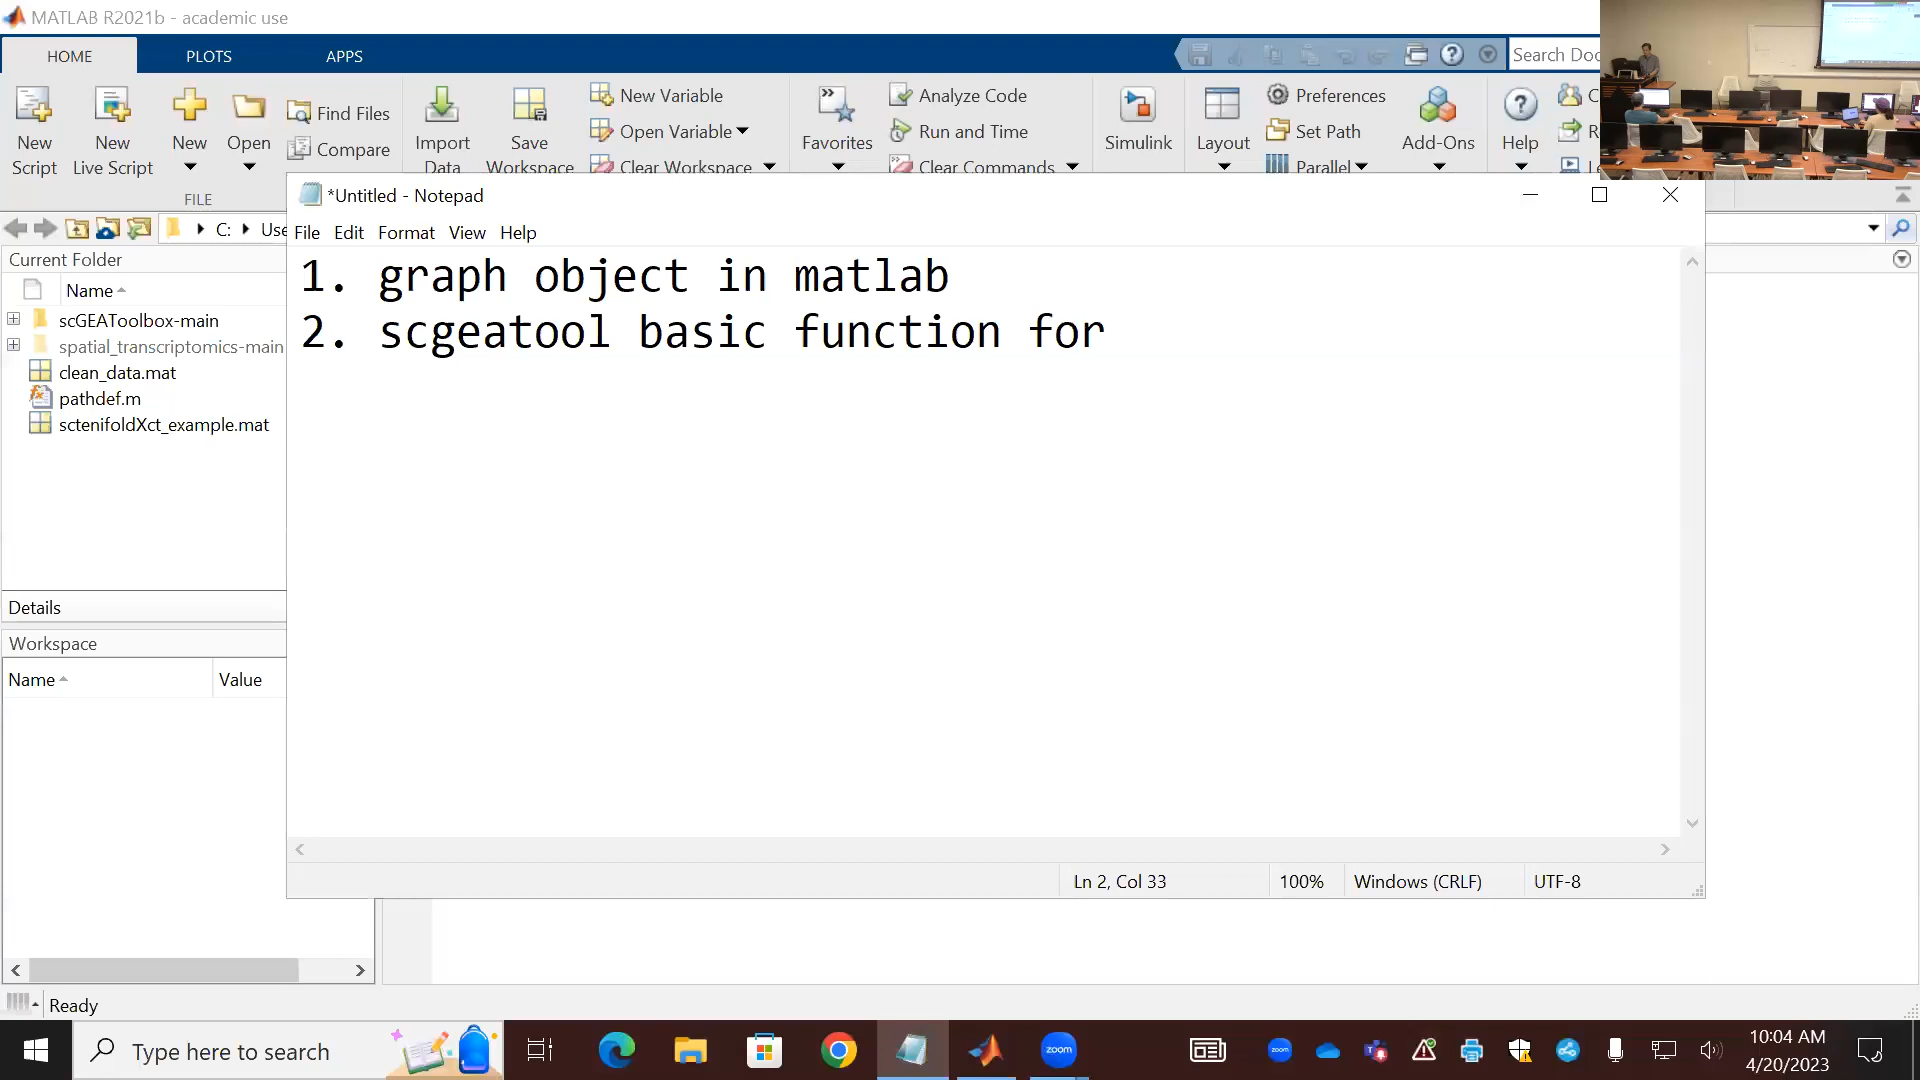 MATLAB R2021b - academic use
HOME PLOTS APPS
Search Doc
New Script
New Live Script
New
Open
Find Files
Compare
FILE
Import Data
Save Workspace
New Variable
Open Variable
Clear Workspace
Favorites
Analyze Code
Run and Time
Clear Commands
Simulink
Layout
Preferences
Set Path
Parallel
Add-Ons
Help
*Untitled - Notepad
File Edit Format View Help
1. graph object in matlab
2. scgeatool basic function for
C: Use
Current Folder
Name
scGEAToolbox-main
spatial_transcriptomics-main
clean_data.mat
pathdef.m
sctenifoldXct_example.mat
Details
Workspace
Name Value
Ln 2, Col 33 100% Windows (CRLF) UTF-8
Ready
Type here to search
zoom
zoom
10:04 AM
4/20/2023